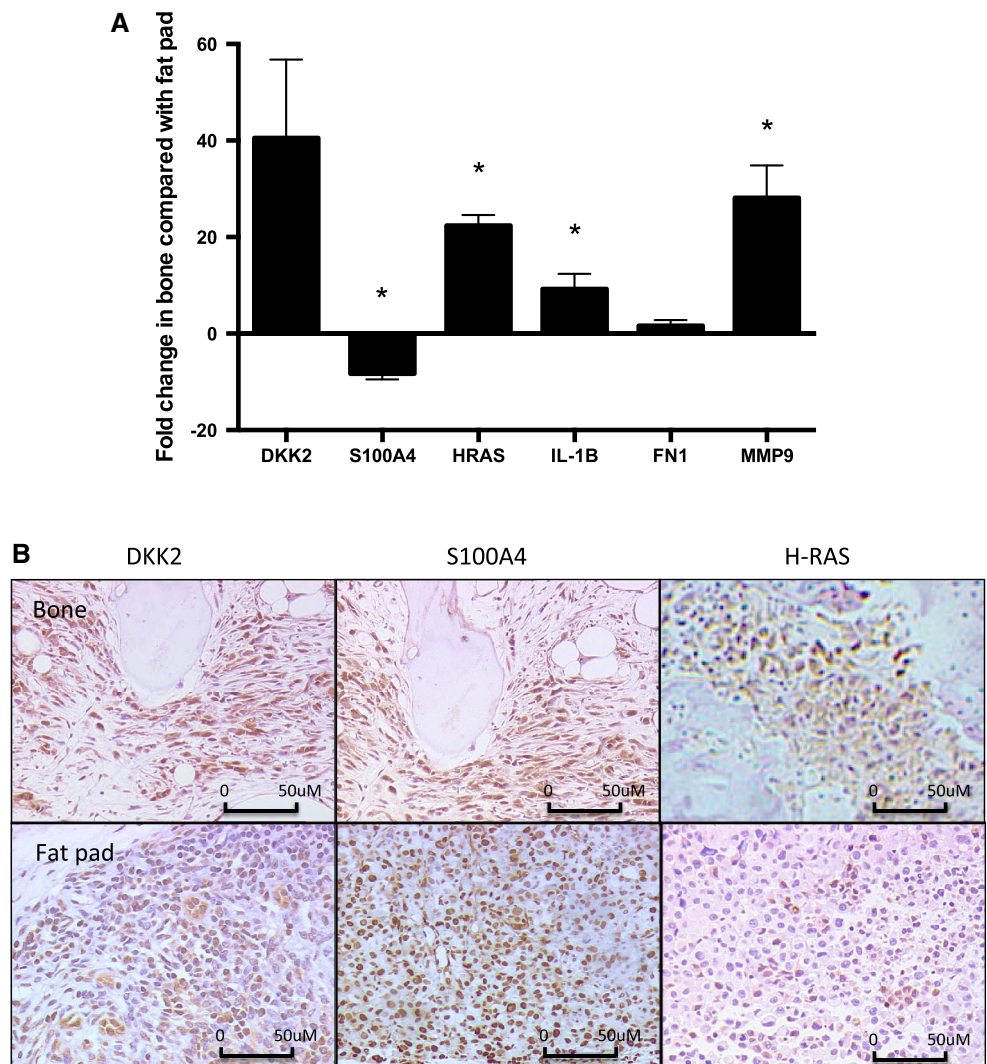 A
Fold change in bone compared with fat pad
60
40
20
0
-20
*
*
*
*
DKK2 S100A4 HRAS IL-1B FN1 MMP9
B
DKK2 S100A4 H-RAS
Bone
0 50uM
0 50uM
0 50uM
Fat pad
0 50uM
0 50uM
0 50uM